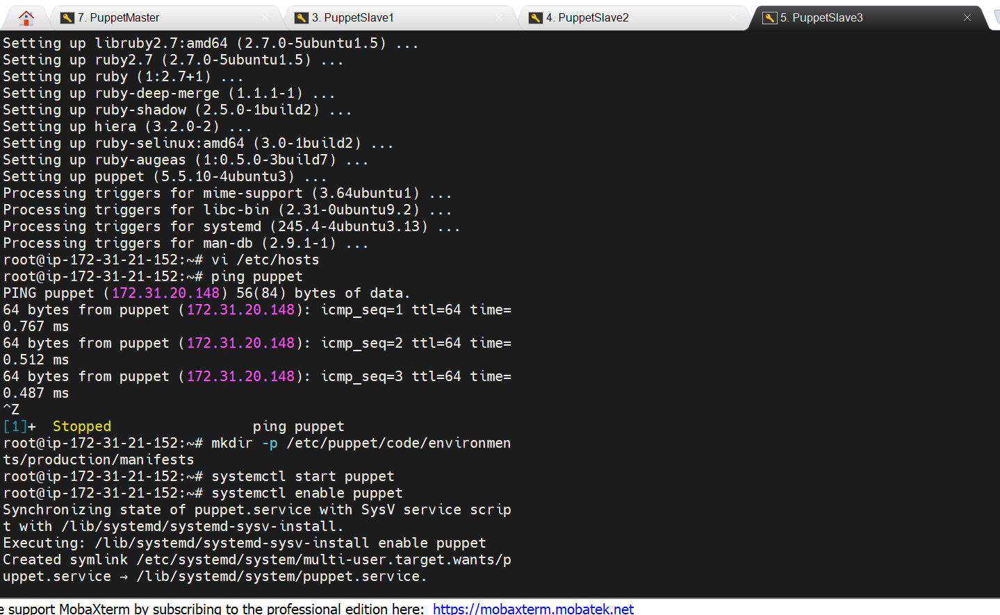 7. PuppetMaster
3. PuppetSlave1
4. PuppetSlave2
5. PuppetSlave3
Setting up libruby2.7:amd64 (2.7.0-5ubuntu1.5) ...
Setting up ruby2.7 (2.7.0-5ubuntu1.5) ...
Setting up ruby (1:2.7+1) ...
Setting up ruby-deep-merge (1.1.1-1) ...
Setting up ruby-shadow (2.5.0-1build2) ...
Setting up hiera (3.2.0-2) ...
Setting up ruby-selinux:amd64 (3.0-1build2) ...
Setting up ruby-augeas (1:0.5.0-3build7) ...
Setting up puppet (5.5.10-4ubuntu3) ...
Processing triggers for mime-support (3.64ubuntu1) ...
Processing triggers for libc-bin (2.31-0ubuntu9.2) ...
Processing triggers for systemd (245.4-4ubuntu3.13) ...
Processing triggers for man-db (2.9.1-1) ...
root@ip-172-31-21-152:~# vi /etc/hosts
root@ip-172-31-21-152:~# ping puppet
PING puppet (172.31.20.148) 56(84) bytes of data.
64 bytes from puppet (172.31.20.148): icmp_seq=1 ttl=64 time=
0.767 ms
64 bytes from puppet (172.31.20.148): icmp_seq=2 ttl=64 time=
0.512 ms
64 bytes from puppet (172.31.20.148): icmp_seq=3 ttl=64 time=
0.487 ms
^Z
[1]+  Stopped                 ping puppet
root@ip-172-31-21-152:~# mkdir -p /etc/puppet/code/environmen
ts/production/manifests
root@ip-172-31-21-152:~# systemctl start puppet
root@ip-172-31-21-152:~# systemctl enable puppet
Synchronizing state of puppet.service with SysV service scrip
t with /lib/systemd/systemd-sysv-install.
Executing: /lib/systemd/systemd-sysv-install enable puppet
Created symlink /etc/systemd/system/multi-user.target.wants/p
uppet.service → /lib/systemd/system/puppet.service.
e support MobaXterm by subscribing to the professional edition here:  https://mobaxterm.mobatek.net